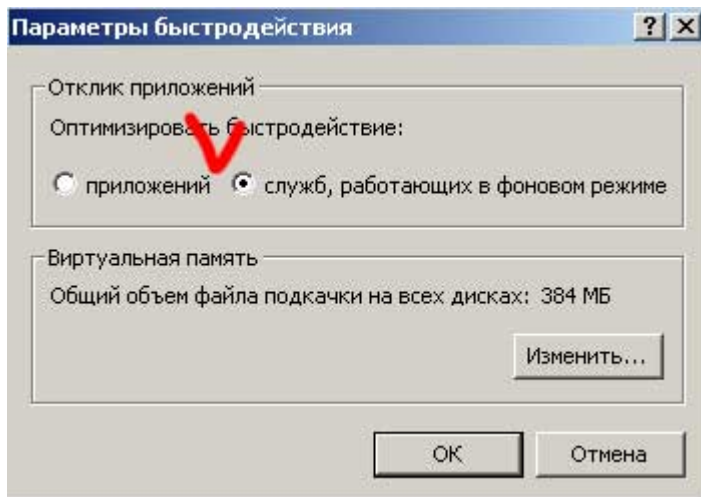 Параметры быстродействия
Отклик приложений
Оптимизировать быстродействие:
приложений служб, работающих в фоновом режиме
Виртуальная память
Общий объем файла подкачки на всех дисках: 384 МБ
Изменить...
ОК Отмена